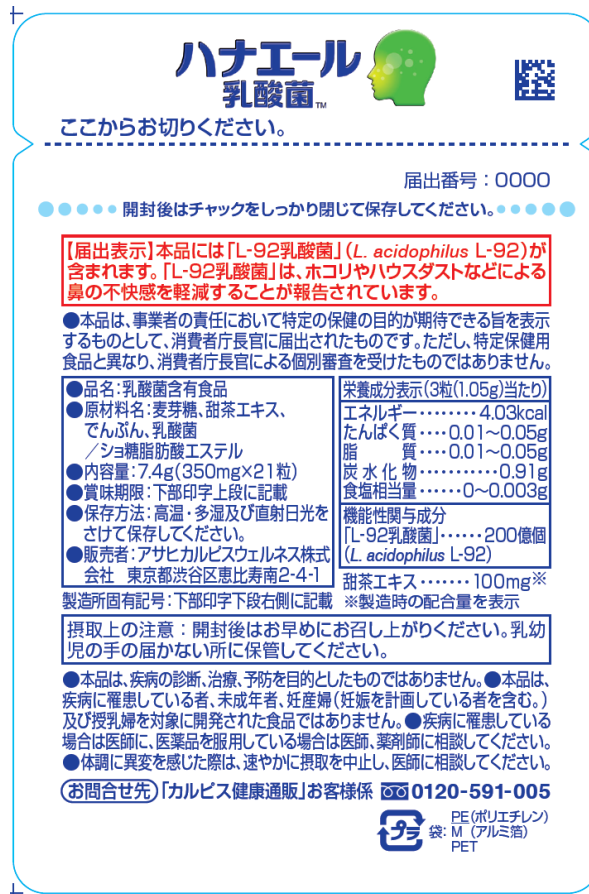 ハナエール
乳酸菌™
ここからお切りください。
届出番号：0000
開封後はチャックをしっかり閉じて保存してください。
【届出表示】本品には「L-92乳酸菌」(L. acidophilus L-92)が
含まれます。「L-92乳酸菌」は、ホコリやハウスダストなどによる
鼻の不快感を軽減することが報告されています。
●本品は、事業者の責任において特定の保健の目的が期待できる旨を表示
するものとして、消費者庁長官に届出されたものです。ただし、特定保健用
食品と異なり、消費者庁長官による個別審査を受けたものではありません。
●品名：乳酸菌含有食品
●原材料名：麦芽糖、甜茶エキス、
でんぷん、乳酸菌
／ショ糖脂肪酸エステル
●内容量：7.4g(350mg×21粒)
●賞味期限：下部印字上段に記載
●保存方法：高温・多湿及び直射日光を
さけて保存してください。
●販売者：アサヒカルピスウェルネス株式
会社 東京都渋谷区恵比寿南2-4-1
製造所固有記号：下部印字下段右側に記載
栄養成分表示(3粒(1.05g)当たり)
エネルギー・・・・・・・・4.03kcal
たんぱく質・・・・0.01～0.05g
脂 質・・・・0.01～0.05g
炭水化物・・・・・・・・・・・0.91g
食塩相当量・・・・・・0～0.003g
機能性関与成分
「L-92乳酸菌」・・・・・・200億個
(L. acidophilus L-92)
甜茶エキス・・・・・・・100mg※
※製造時の配合量を表示
摂取上の注意：開封後はお早めにお召し上がりください。乳幼
児の手の届かない所に保管してください。
●本品は、疾病の診断、治療、予防を目的としたものではありません。●本品は、
疾病に罹患している者、未成年者、妊産婦(妊娠を計画している者を含む。)
及び授乳婦を対象に開発された食品ではありません。●疾病に罹患している
場合は医師に、医薬品を服用している場合は医師、薬剤師に相談してください。
●体調に異変を感じた際は、速やかに摂取を中止し、医師に相談してください。
お問合せ先「カルピス健康通販」お客様係 0120-591-005
プラ 袋：PE(ポリエチレン)
M (アルミ箔)
PET